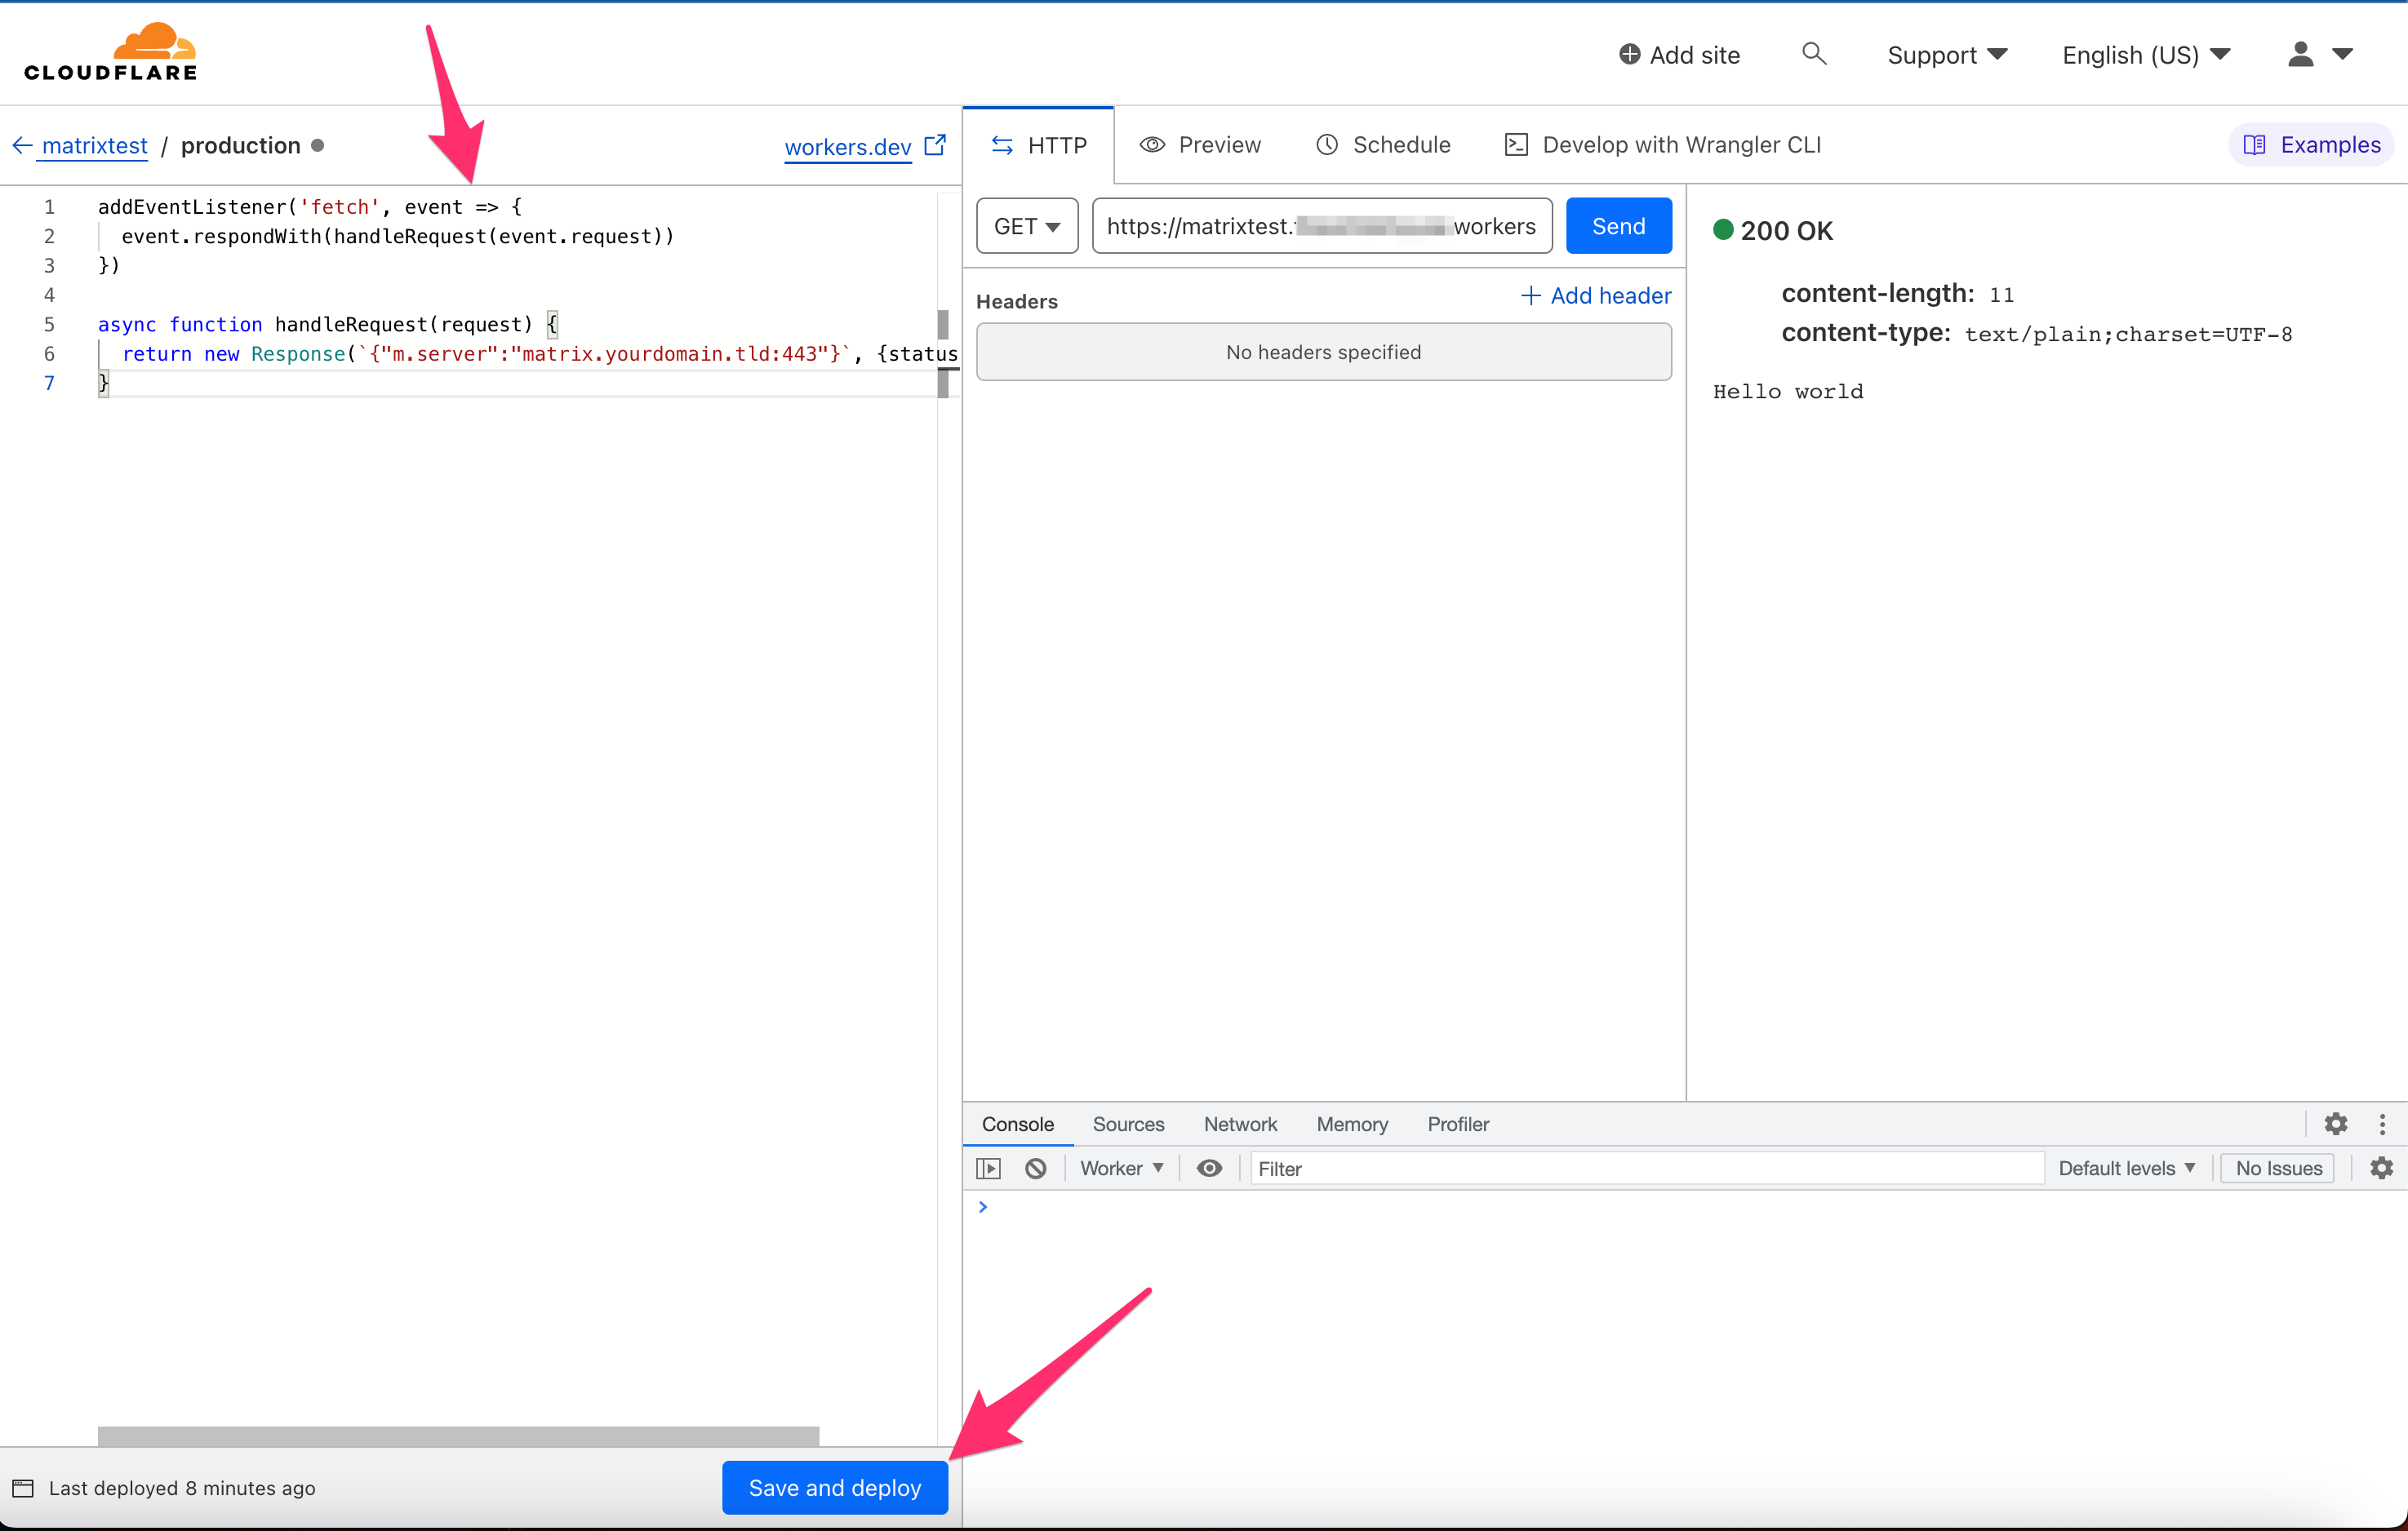 CLOUDFLARE
Add site
Support
English (US)
matrixtest / production
workers.dev
HTTP
Preview
Schedule
Develop with Wrangler CLI
Examples
1 addEventListener('fetch', event => {
2 event.respondWith(handleRequest(event.request))
3 })
4
5 async function handleRequest(request) {
6 return new Response(`{"m.server":"matrix.yourdomain.tld:443"}`, {status
7 }
GET
https://matrixtest. workers
Send
Headers
Add header
No headers specified
200 OK
content-length: 11
content-type: text/plain;charset=UTF-8
Hello world
Console
Sources
Network
Memory
Profiler
Worker
Filter
Default levels
No Issues
Last deployed 8 minutes ago
Save and deploy